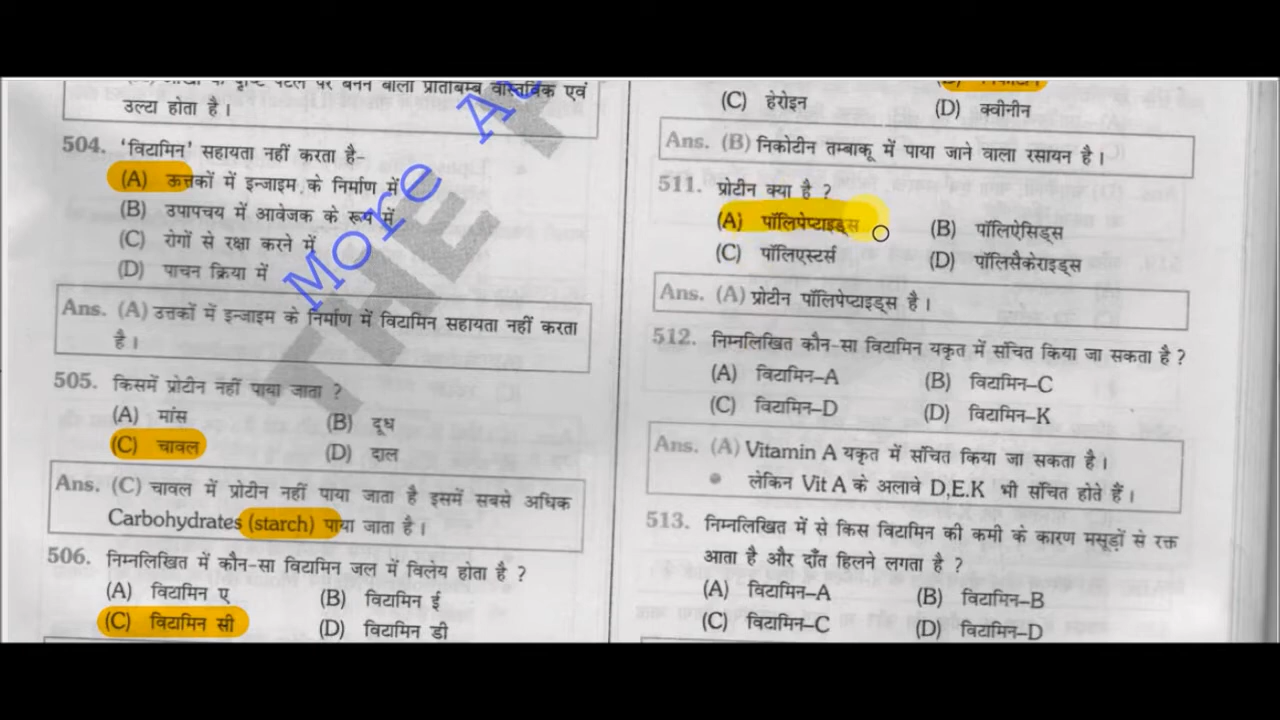 उल्टा होता है।
504. 'विटामिन' सहायता नहीं करता है–
(A) ऊत्तकों में इन्जाइम के निर्माण में
(B) उपापचय में आवेजक के रूप में
(C) रोगों से रक्षा करने में
(D) पाचन क्रिया में
Ans. (A) उत्तकों में इन्जाइम के निर्माण में विटामिन सहायता नहीं करता
है।
505. किसमें प्रोटीन नहीं पाया जाता ?
(A) मांस (B) दूध
(C) चावल (D) दाल
Ans. (C) चावल में प्रोटीन नहीं पाया जाता है इसमें सबसे अधिक
Carbohydrates (starch) पाया जाता है।
506. निम्नलिखित में कौन-सा विटामिन जल में विलेय होता है ?
(A) विटामिन ए (B) विटामिन ई
(C) विटामिन सी (D) विटामिन डी
(C) हेरोइन (D) क्वीनीन
Ans. (B) निकोटीन तम्बाकू में पाया जाने वाला रसायन है।
511. प्रोटीन क्या है ?
(A) पॉलिपेप्टाइड्स (B) पॉलिऐसिड्स
(C) पॉलिएस्टर्स (D) पॉलिसैकेराइड्स
Ans. (A) प्रोटीन पॉलिपेप्टाइड्स है।
512. निम्नलिखित कौन-सा विटामिन यकृत में संचित किया जा सकता है ?
(A) विटामिन–A (B) विटामिन–C
(C) विटामिन–D (D) विटामिन–K
Ans. (A) Vitamin A यकृत में संचित किया जा सकता है।
• लेकिन Vit A के अलावे D,E.K भी संचित होते हैं।
513. निम्नलिखित में से किस विटामिन की कमी के कारण मसूड़ों से रक्त
आता है और दाँत हिलने लगता है ?
(A) विटामिन–A (B) विटामिन–B
(C) विटामिन–C (D) विटामिन–D
More
THE